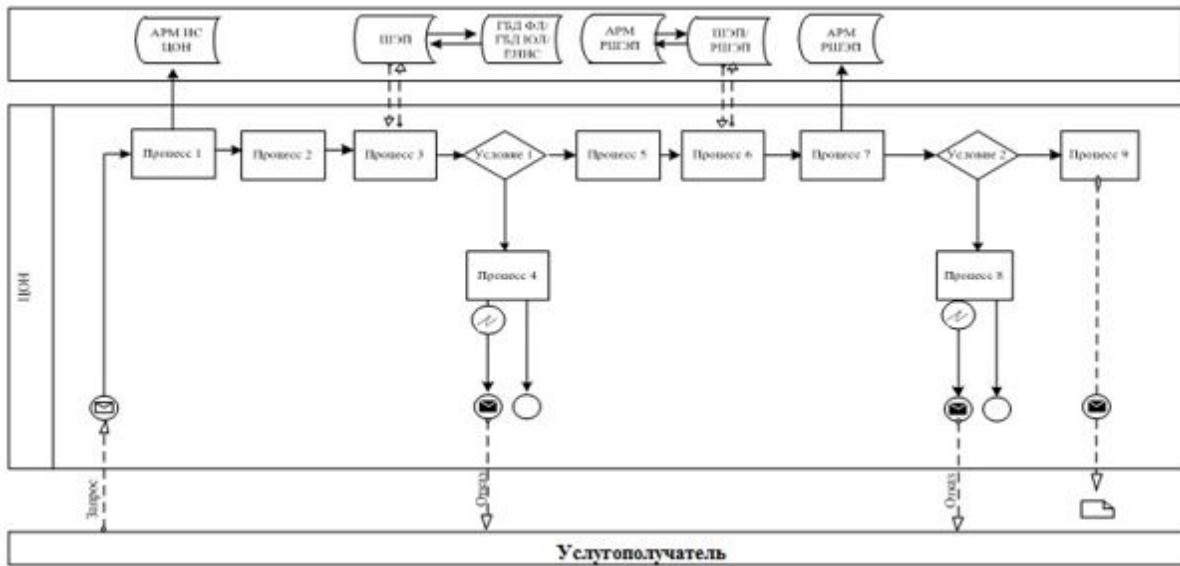 АРМ ИС
ЦОН
ШЭП
ГБД ФЛ/
ГБД ЮЛ/
ЕНИС
АРМ
РШЭП
ШЭП/
РШЭП
АРМ
РШЭП
ЦОН
Процесс 1
Процесс 2
Процесс 3
Условие 1
Процесс 5
Процесс 6
Процесс 7
Условие 2
Процесс 9
Процесс 4
Процесс 8
Запрос
Отказ
Отказ
Услугополучатель